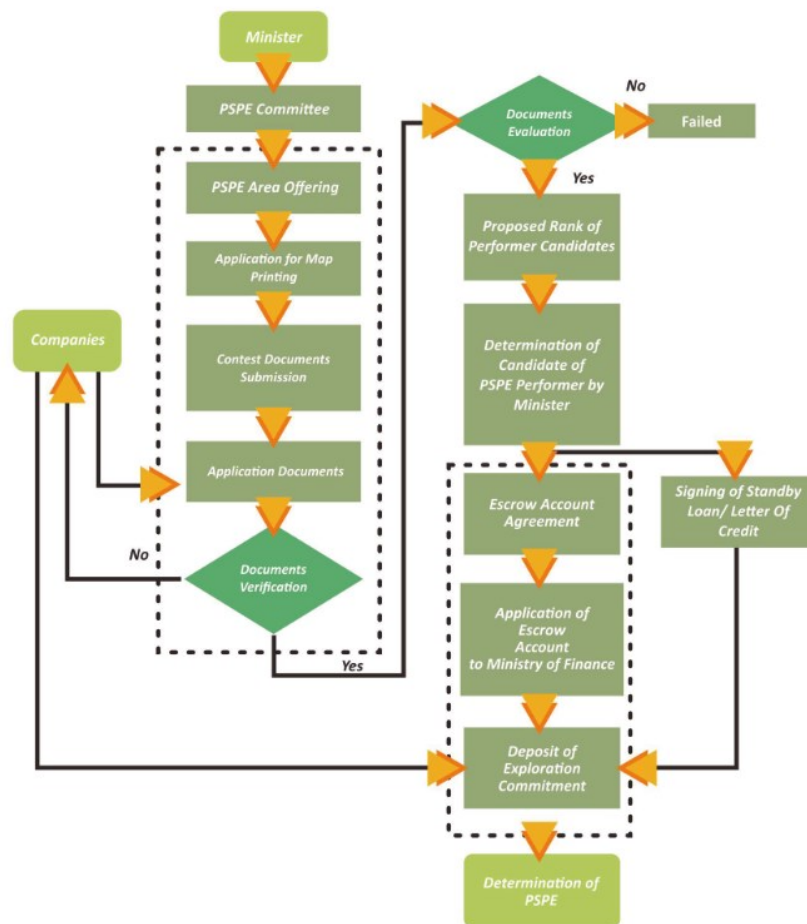 Minister
PSPE Committee
PSPE Area Offering
Application for Map
Printing
Companies
Contest Documents
Submission
Application Documents
No
Documents
Verification
Yes
Documents
Evaluation
No
Failed
Yes
Proposed Rank of
Performer Candidates
Determination of
Candidate of
PSPE Performer by
Minister
Escrow Account
Agreement
Signing of Standby
Loan/ Letter Of
Credit
Application of
Escrow
Account
to Ministry of Finance
Deposit of
Exploration
Commitment
Determination of
PSPE